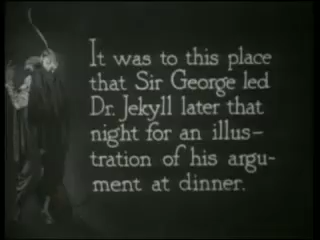 It was to this place
that Sir George led
Dr. Jekyll later that
night for an illus-
tration of his argu-
ment at dinner.